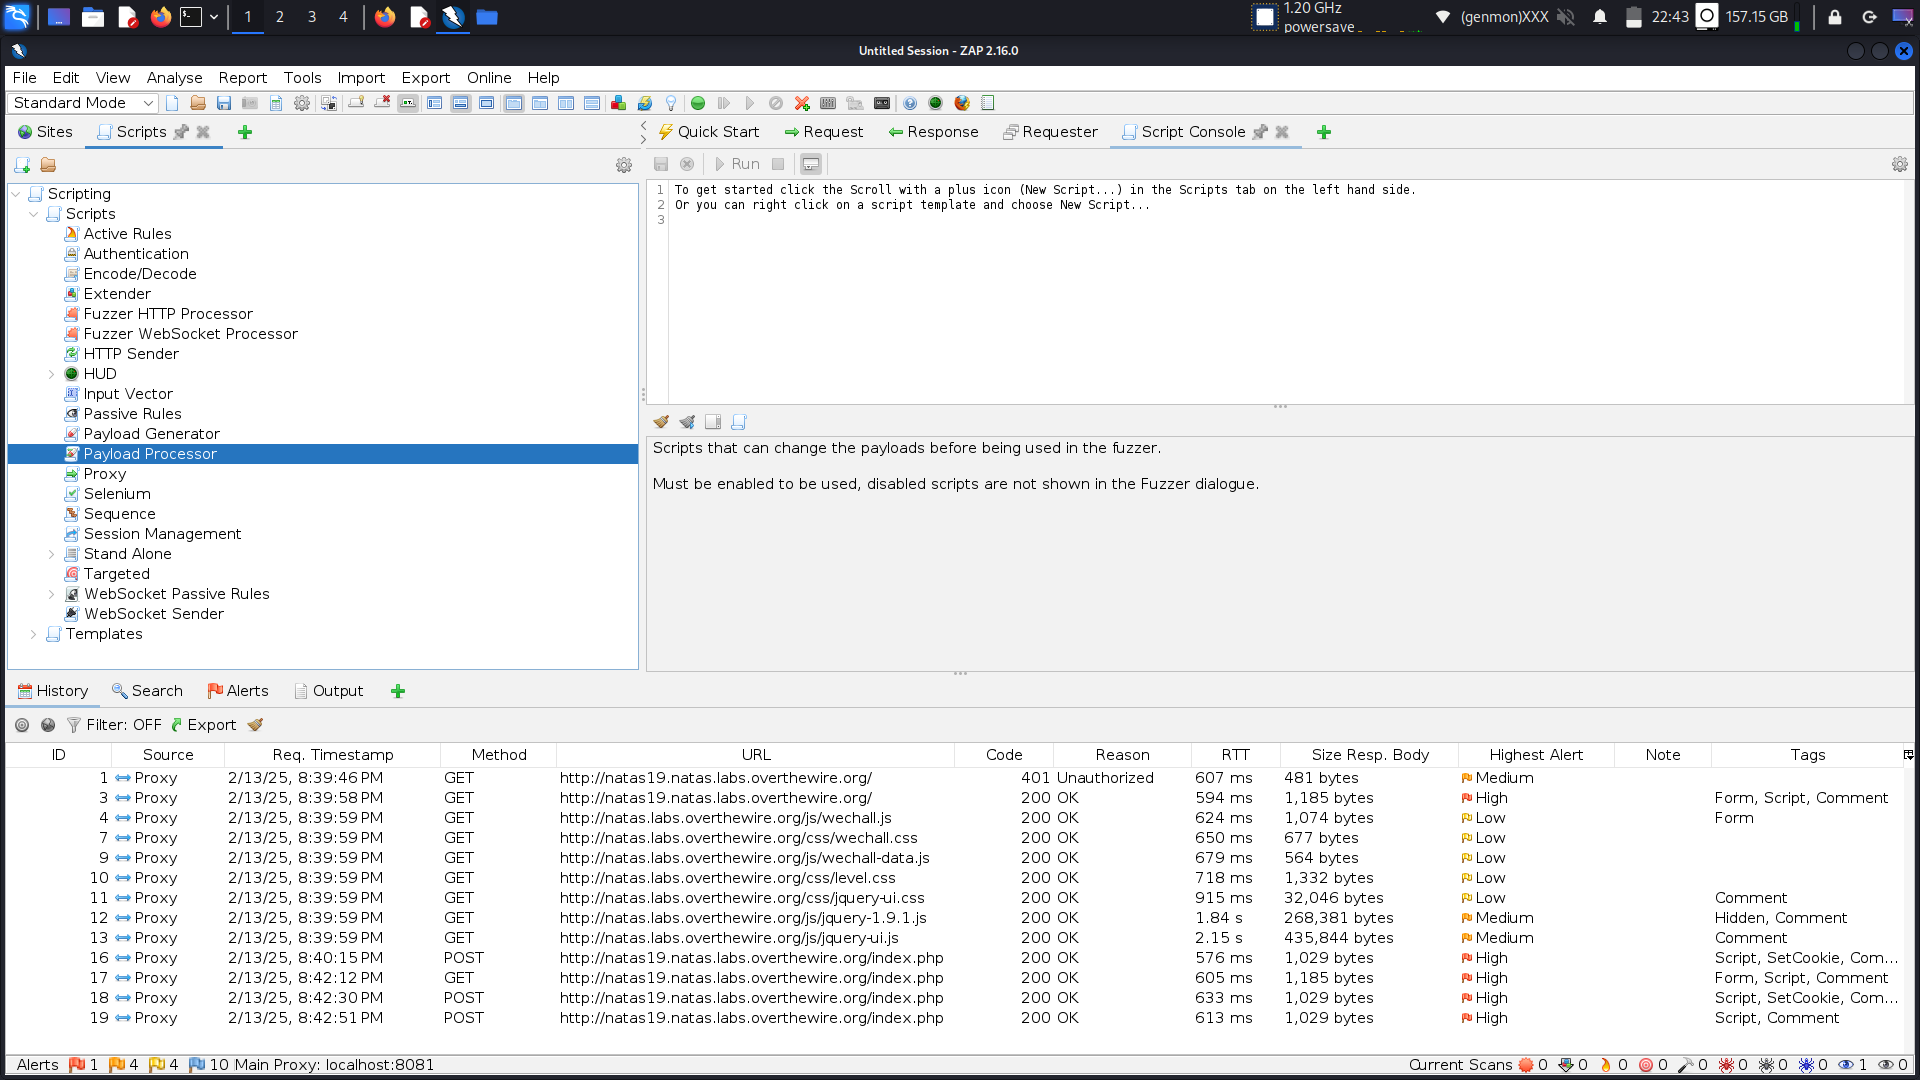 1 2 3 4 1.20 GHz powersave (genmon)XXX 22:43 157.15 GB
Untitled Session - ZAP 2.16.0
File Edit View Analyse Report Tools Import Export Online Help
Standard Mode
Sites Scripts
Quick Start Request Response Requester Script Console
Run
Scripting
Scripts
Active Rules
Authentication
Encode/Decode
Extender
Fuzzer HTTP Processor
Fuzzer WebSocket Processor
HTTP Sender
HUD
Input Vector
Passive Rules
Payload Generator
Payload Processor
Proxy
Selenium
Sequence
Session Management
Stand Alone
Targeted
WebSocket Passive Rules
WebSocket Sender
Templates
1 To get started click the Scroll with a plus icon (New Script...) in the Scripts tab on the left hand side.
2 Or you can right click on a script template and choose New Script...
3
Scripts that can change the payloads before being used in the fuzzer.
Must be enabled to be used, disabled scripts are not shown in the Fuzzer dialogue.
History Search Alerts Output
Filter: OFF Export
ID Source Req. Timestamp Method URL Code Reason RTT Size Resp. Body Highest Alert Note Tags
1 Proxy 2/13/25, 8:39:46 PM GET http://natas19.natas.labs.overthewire.org/ 401 Unauthorized 607 ms 481 bytes Medium
3 Proxy 2/13/25, 8:39:58 PM GET http://natas19.natas.labs.overthewire.org/ 200 OK 594 ms 1,185 bytes High Form, Script, Comment
4 Proxy 2/13/25, 8:39:59 PM GET http://natas.labs.overthewire.org/js/wechall.js 200 OK 624 ms 1,074 bytes Low Form
7 Proxy 2/13/25, 8:39:59 PM GET http://natas.labs.overthewire.org/css/wechall.css 200 OK 650 ms 677 bytes Low
9 Proxy 2/13/25, 8:39:59 PM GET http://natas.labs.overthewire.org/js/wechall-data.js 200 OK 679 ms 564 bytes Low
10 Proxy 2/13/25, 8:39:59 PM GET http://natas.labs.overthewire.org/css/level.css 200 OK 718 ms 1,332 bytes Low
11 Proxy 2/13/25, 8:39:59 PM GET http://natas.labs.overthewire.org/css/jquery-ui.css 200 OK 915 ms 32,046 bytes Low Comment
12 Proxy 2/13/25, 8:39:59 PM GET http://natas.labs.overthewire.org/js/jquery-1.9.1.js 200 OK 1.84 s 268,381 bytes Medium Hidden, Comment
13 Proxy 2/13/25, 8:39:59 PM GET http://natas.labs.overthewire.org/js/jquery-ui.js 200 OK 2.15 s 435,844 bytes Medium Comment
16 Proxy 2/13/25, 8:40:15 PM POST http://natas19.natas.labs.overthewire.org/index.php 200 OK 576 ms 1,029 bytes High Script, SetCookie, Com...
17 Proxy 2/13/25, 8:42:12 PM GET http://natas19.natas.labs.overthewire.org/index.php 200 OK 605 ms 1,185 bytes High Form, Script, Comment
18 Proxy 2/13/25, 8:42:30 PM POST http://natas19.natas.labs.overthewire.org/index.php 200 OK 633 ms 1,029 bytes High Script, SetCookie, Com...
19 Proxy 2/13/25, 8:42:51 PM POST http://natas19.natas.labs.overthewire.org/index.php 200 OK 613 ms 1,029 bytes High Script, Comment
Alerts 1 4 4 10 Main Proxy: localhost:8081 Current Scans 0 0 0 0 0 0 0 0 1 0